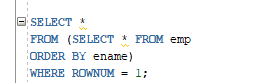 SELECT *
FROM (SELECT * FROM emp
ORDER BY ename)
WHERE ROWNUM = 1;